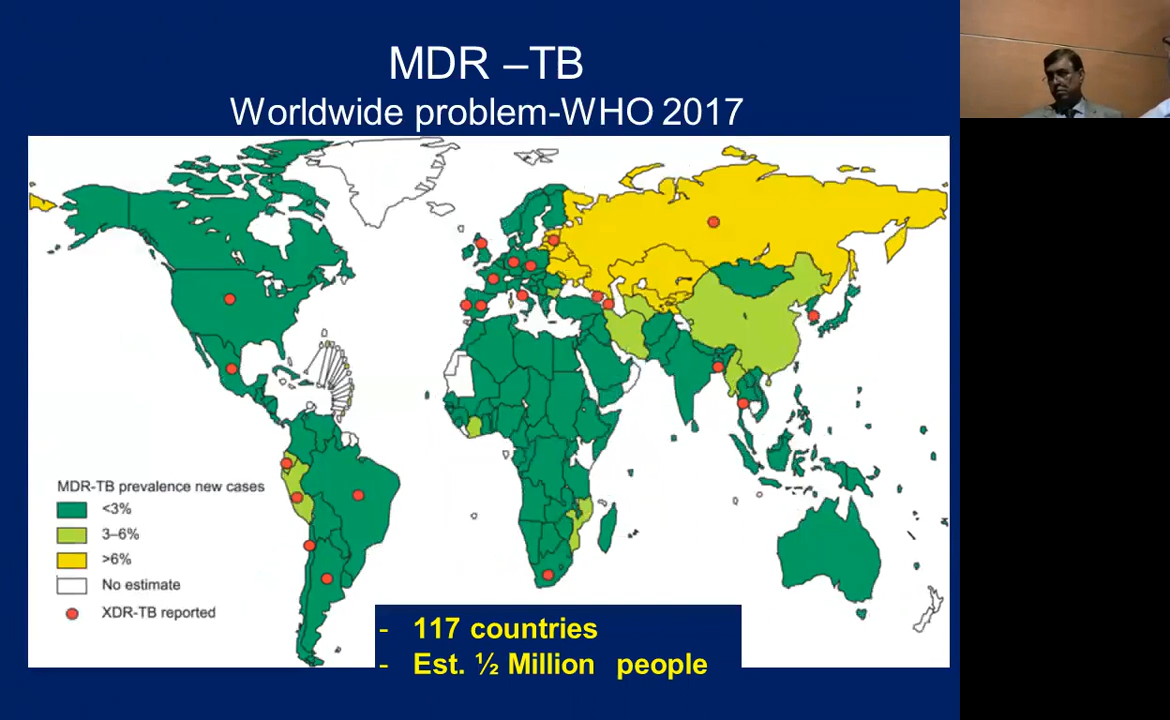 MDR –TB
Worldwide problem-WHO 2017
MDR-TB prevalence new cases
<3%
3–6%
>6%
No estimate
XDR-TB reported
- 117 countries
- Est. ½ Million people